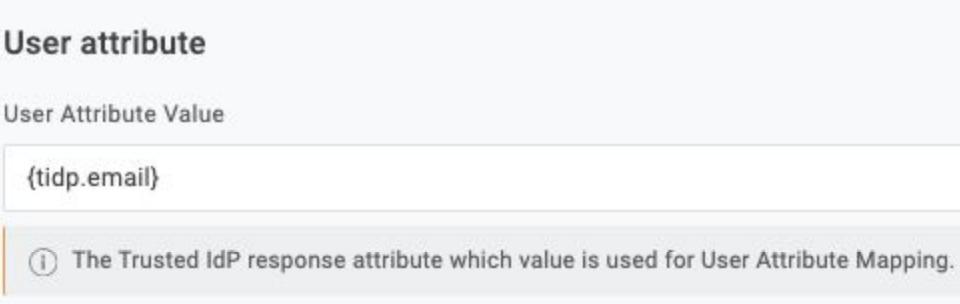 User attribute
User Attribute Value
{tidp.email}
The Trusted IdP response attribute which value is used for User Attribute Mapping.